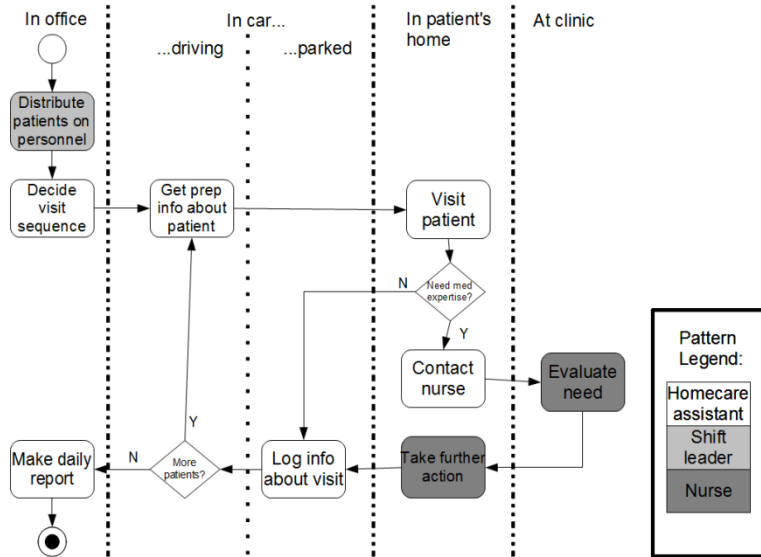 In office
In car...
In patient's
home
At clinic
...driving
...parked
Distribute
patients on
personnel
Decide
visit
sequence
Get prep
info about
patient
Visit
patient
N
Need med
expertise?
Y
Contact
nurse
Evaluate
need
Pattern
Legend:
Homecare
assistant
Shift
leader
Nurse
Y
Make daily
report
N
More
patients?
Log info
about visit
Take further
action